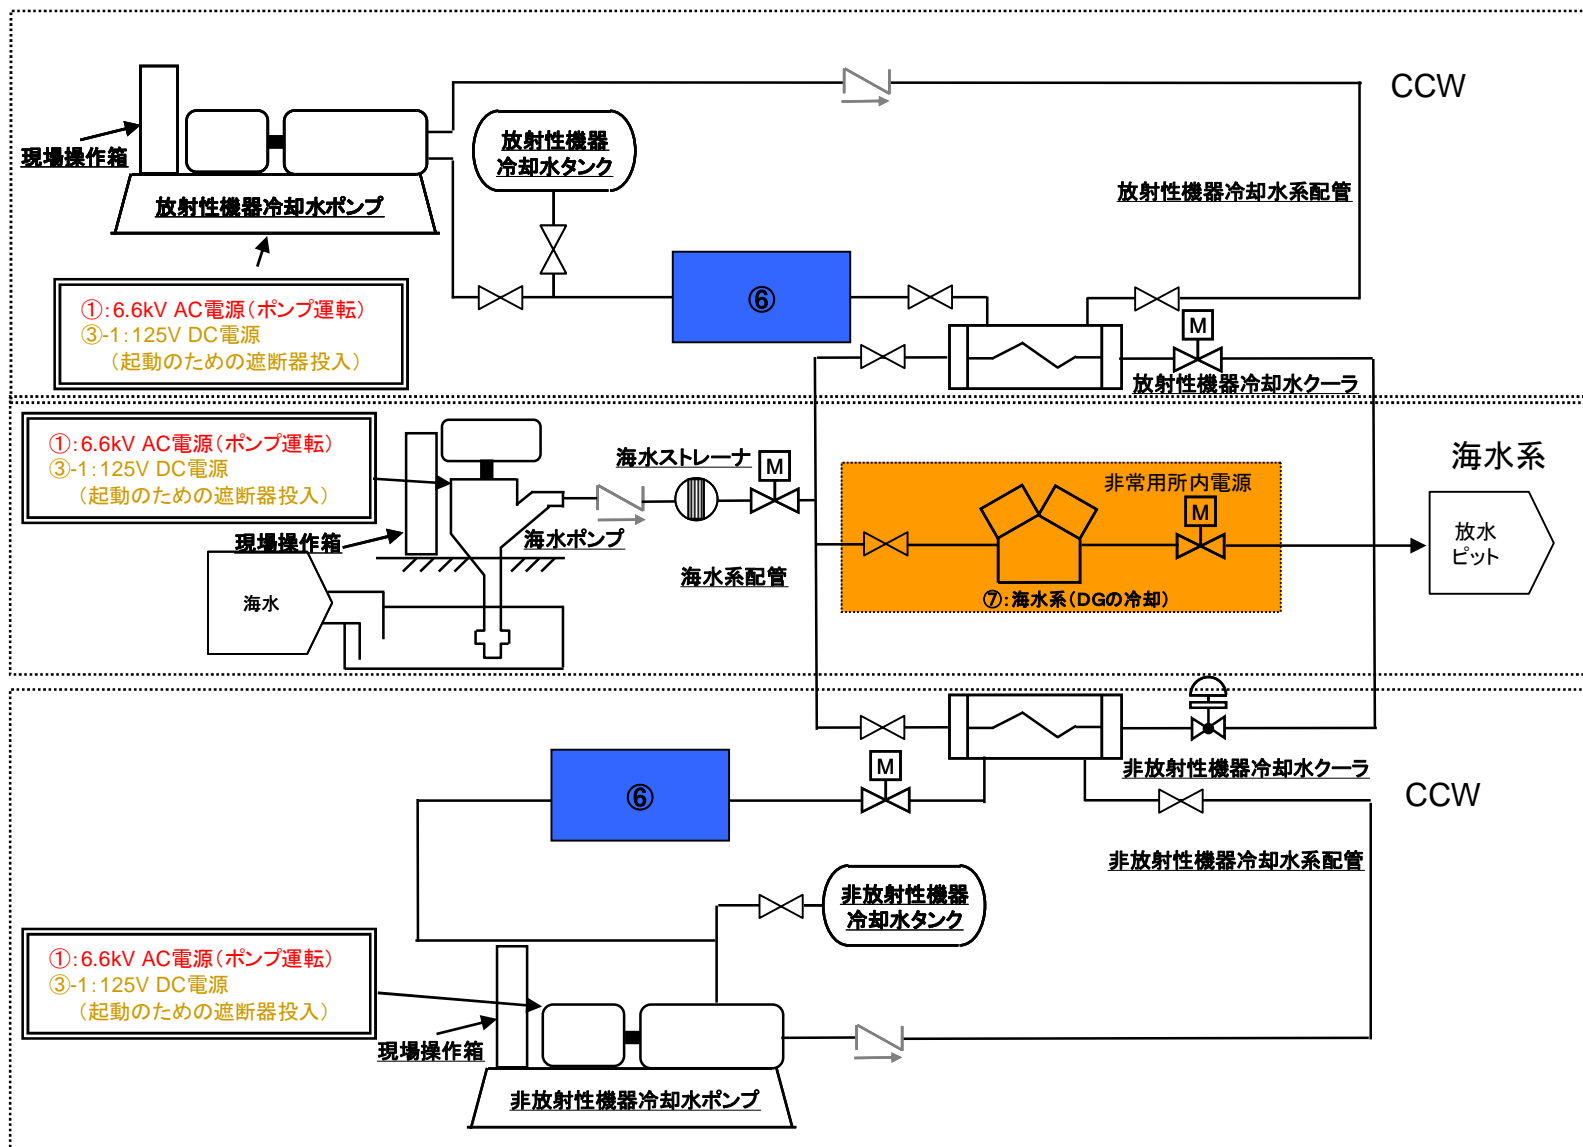 CCW
現場操作箱
放射性機器
冷却水タンク
放射性機器冷却水ポンプ
放射性機器冷却水系配管
①:6.6kV AC電源(ポンプ運転)
③-1:125V DC電源
(起動のための遮断器投入)
⑥
M
放射性機器冷却水クーラ
①:6.6kV AC電源(ポンプ運転)
③-1:125V DC電源
(起動のための遮断器投入)
海水ストレーナ
M
海水系
非常用所内電源
M
現場操作箱
海水ポンプ
放水
ピット
海水系配管
海水
⑦:海水系(DGの冷却)
M
非放射性機器冷却水クーラ
⑥
CCW
非放射性機器冷却水系配管
非放射性機器
冷却水タンク
①:6.6kV AC電源(ポンプ運転)
③-1:125V DC電源
(起動のための遮断器投入)
現場操作箱
非放射性機器冷却水ポンプ